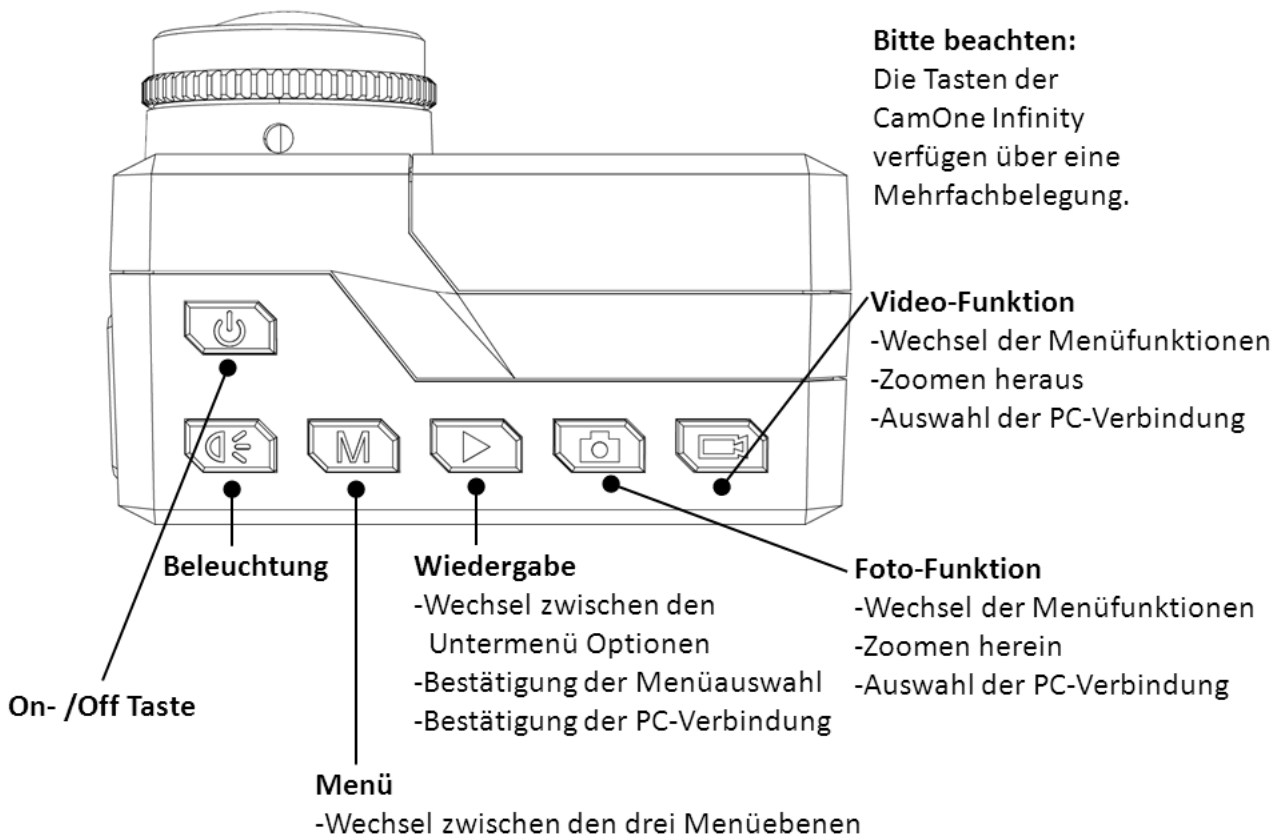 Bitte beachten:
Die Tasten der
CamOne Infinity
verfügen über eine
Mehrfachbelegung.
Video-Funktion
-Wechsel der Menüfunktionen
-Zoomen heraus
-Auswahl der PC-Verbindung
M
Beleuchtung
Wiedergabe
-Wechsel zwischen den
Untermenü Optionen
-Bestätigung der Menüauswahl
-Bestätigung der PC-Verbindung
Foto-Funktion
-Wechsel der Menüfunktionen
-Zoomen herein
-Auswahl der PC-Verbindung
On- /Off Taste
Menü
-Wechsel zwischen den drei Menüebenen